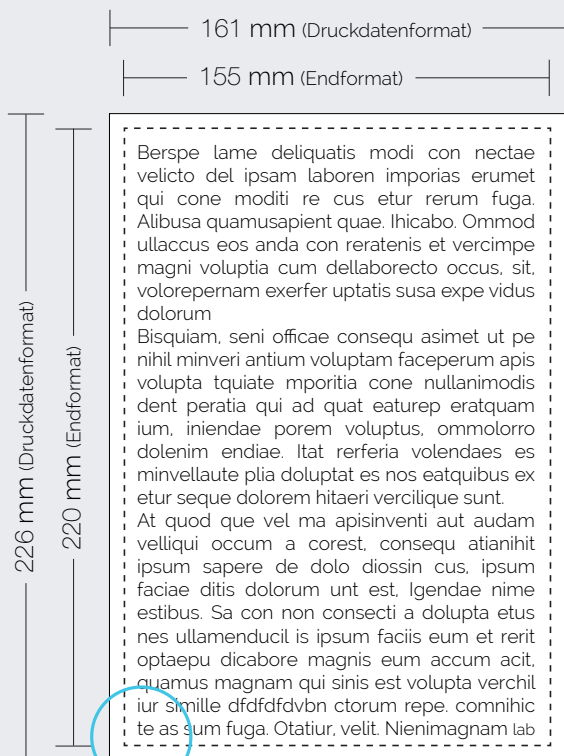 161 mm (Druckdatenformat)
155 mm (Endformat)
226 mm (Druckdatenformat)
220 mm (Endformat)
Berspe lame deliquatis modi con nectae
velicto del ipsam laboren imporias erumet
qui cone moditi re cus etur rerum fuga.
Alibusa quamusapient quae. Ihicabo. Ommod
ullaccus eos anda con reratenis et vercimpe
magni voluptia cum dellaborecto occus, sit,
volorepernam exerfer uptatis susa expe vidus
dolorum
Bisquiam, seni officae consequ asimet ut pe
nihil minveri antium voluptam faceperum apis
volupta tquiate mporitia cone nullanimodis
dent peratia qui ad quat eaturep eratquam
ium, iniendae porem voluptus, ommolorro
dolenim endiae. Itat rerferia volendaes es
minvellaute plia doluptat es nos eatquibus ex
etur seque dolorem hitaeri vercilique sunt.
At quod que vel ma apisinventi aut audam
velliqui occum a corest, consequ atianihit
ipsum sapere de dolo diossin cus, ipsum
faciae ditis dolorum unt est, Igendae nime
estibus. Sa con non consecti a dolupta etus
nes ullamenducil is ipsum faciis eum et rerit
optaepu dicabore magnis eum accum acit,
quamus magnam qui sinis est volupta verchil
iur simille dfdfdfdvbn ctorum repe. comnihic
te as sum fuga. Otatiur, velit. Nienimagnam lab